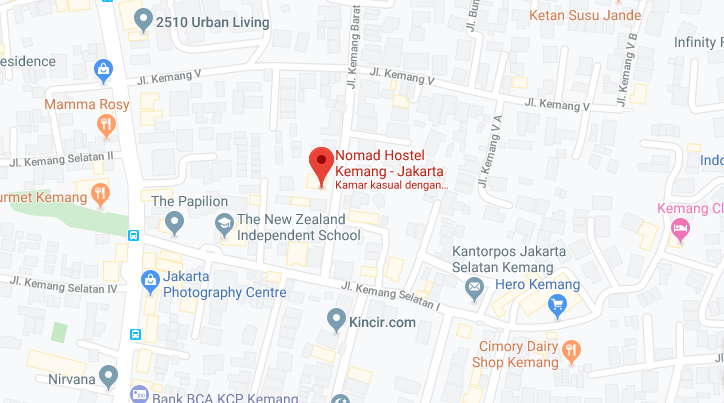 Ketan Susu Jande
2510 Urban Living
Jl. Kemang Barat
Jl. Kemang V B
Infinity
esidence
Jl. Kemang V
Jl. Kemang V
Jl. Kemang V
Mamma Rosy
Jl. Kemang V A
Jl. Kemang Selatan II
Nomad Hostel
Kemang - Jakarta
Kamar kasual dengan...
Indo
urmet Kemang
The Papilion
The New Zealand
Independent School
Kemang Cl
Kantorpos Jakarta
Selatan Kemang
Jakarta
Photography Centre
Jl. Kemang Selatan IV
Jl. Kemang Selatan I
Hero Kemang
Kincir.com
Cimory Dairy
Shop Kemang
Nirvana
Bank BCA KCP Kemang